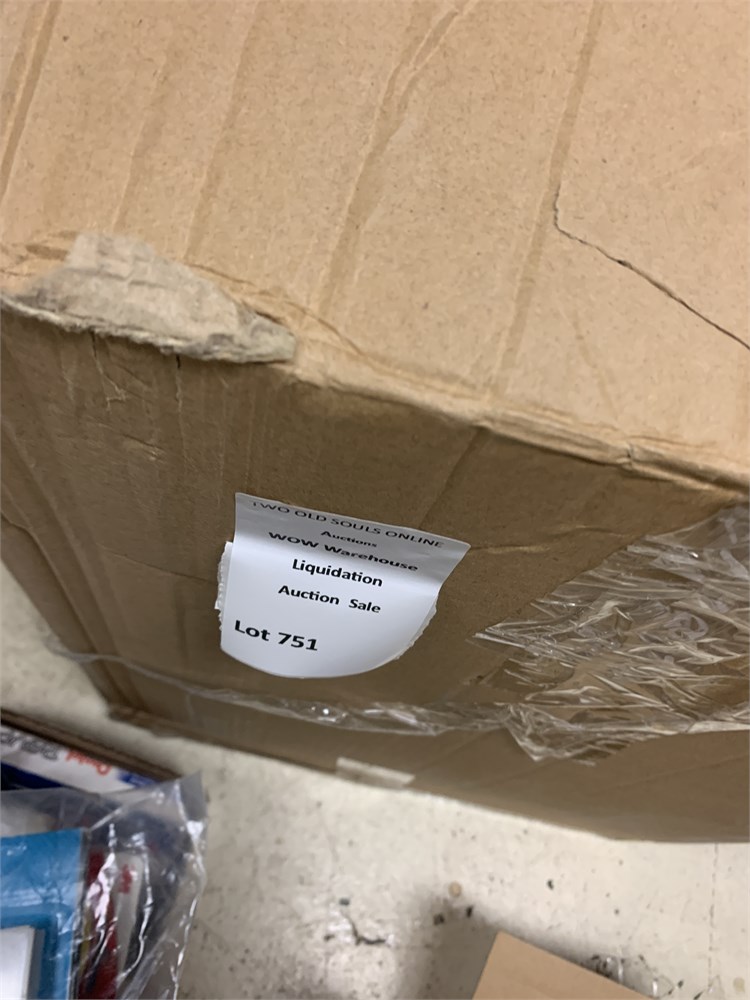 TWO OLD SOULS ONLINE
Auctions
WOW Warehouse
Liquidation
Auction Sale
Lot 751